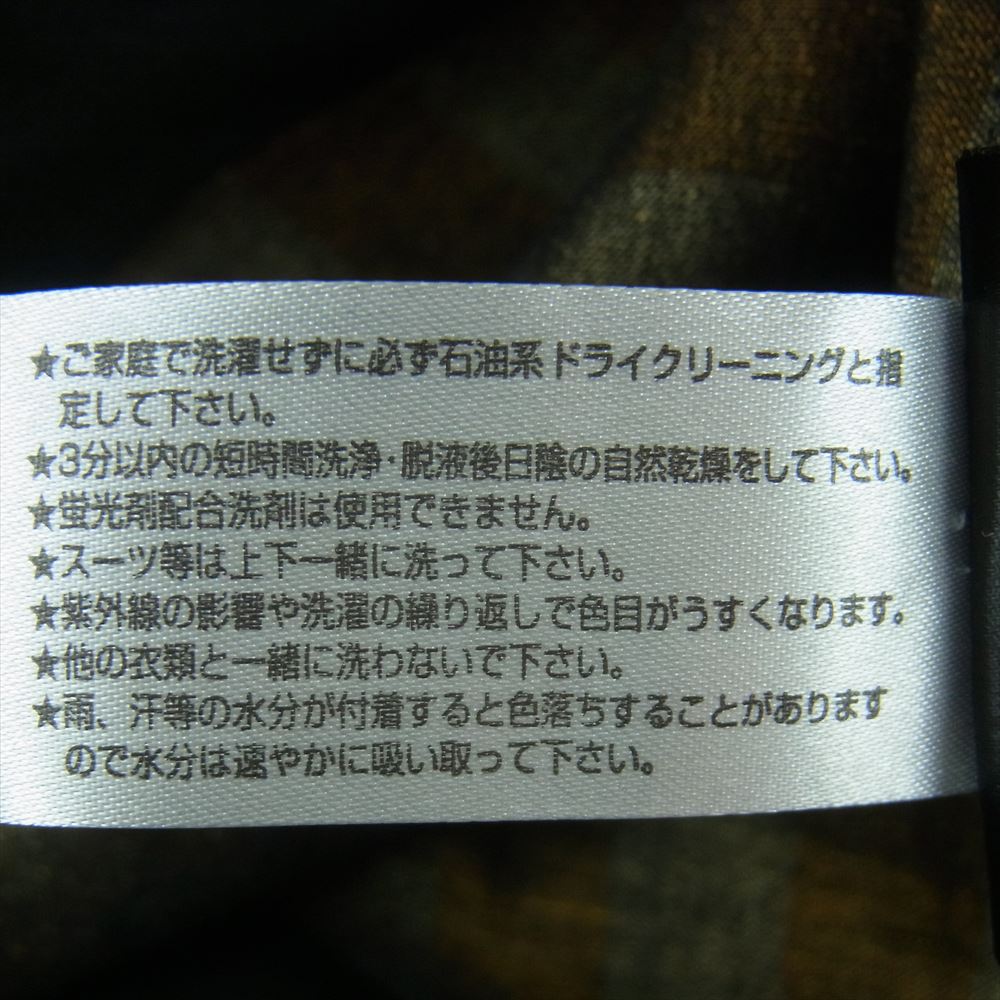 ★ご家庭で洗濯せずに必ず石油系ドライクリーニングと指
定して下さい。
★3分以内の短時間洗浄・脱液後日陰の自然乾燥をして下さい。
★蛍光剤配合洗剤は使用できません。
★スーツ等は上下一緒に洗って下さい。
★紫外線の影響や洗濯の繰り返しで色目がうすくなります。
★他の衣類と一緒に洗わないで下さい。
★雨、汗等の水分が付着すると色落ちすることがあります
ので水分は速やかに吸い取って下さい。